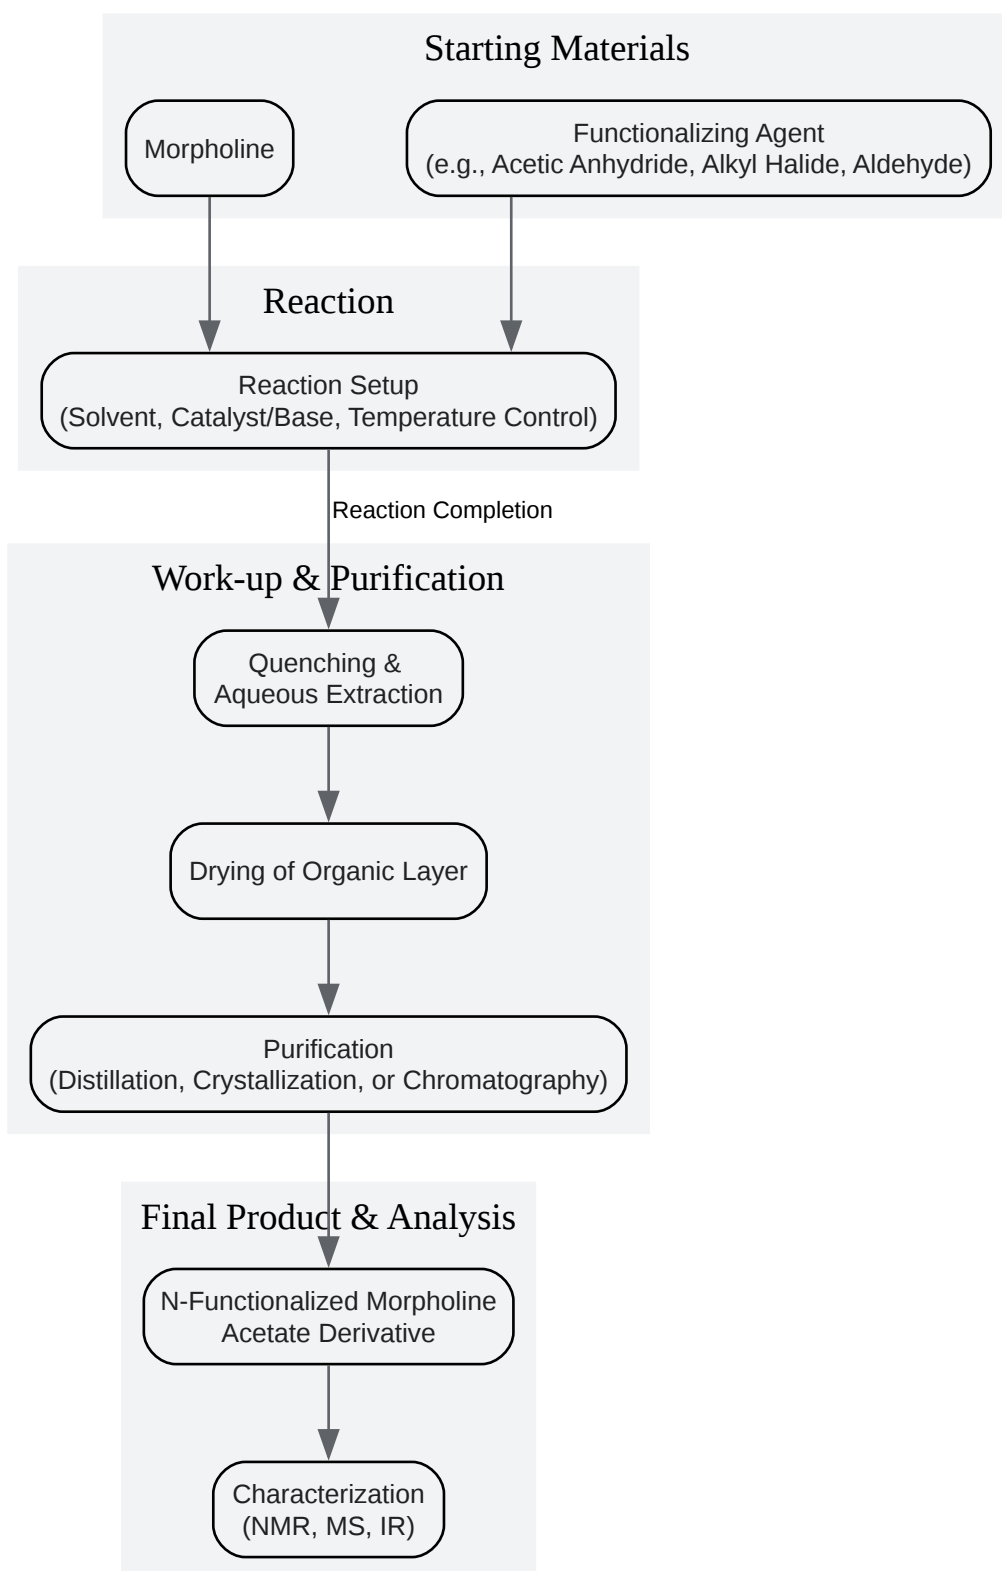 Starting Materials
Morpholine
Functionalizing Agent
(e.g., Acetic Anhydride, Alkyl Halide, Aldehyde)
Reaction
Reaction Setup
(Solvent, Catalyst/Base, Temperature Control)
Reaction Completion
Work-up & Purification
Quenching &
Aqueous Extraction
Drying of Organic Layer
Purification
(Distillation, Crystallization, or Chromatography)
Final Product & Analysis
N-Functionalized Morpholine
Acetate Derivative
Characterization
(NMR, MS, IR)